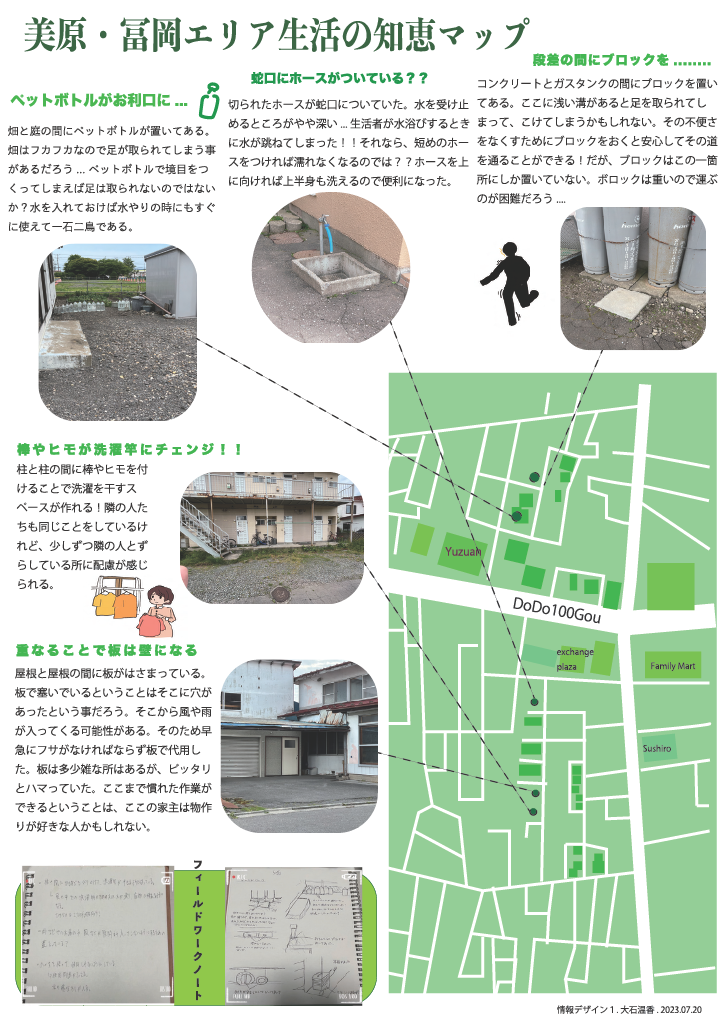 美原・冨岡エリア生活の知恵マップ
ペットボトルがお利口に ...
畑と庭の間にペットボトルが置いてある。
畑はフカフカなので足が取られてしまう事
があるだろう ... ペットボトルで境目をつ
くってしまえば足は取られないのではない
か？水を入れておけば水やりの時にもすぐ
に使えて一石二鳥である。
蛇口にホースがついている？？
切られたホースが蛇口についていた。水を受け止
めるところがやや深い ... 生活者が水浴びするとき
に水が跳ねてしまった！！それなら、短めのホー
スをつければ濡れなくなるのでは？？ホースを上
に向ければ上半身も洗えるので便利になった。
段差の間にブロックを ........
コンクリートとガスタンクの間にブロックを置い
てある。ここに浅い溝があると足を取られてし
まって、こけてしまうかもしれない。その不便さ
をなくすためにブロックをおくと安心してその道
を通ることができる！だが、ブロックはこの一箇
所にしか置いていない。ボロックは重いので運ぶ
のが困難だろう ....
棒やヒモが洗濯竿にチェンジ！！
柱と柱の間に棒やヒモを付
けることで洗濯を干すス
ペースが作れる！隣の人た
ちも同じことをしているけ
れど、少しずつ隣の人とず
らしている所に配慮が感じ
られる。
重なることで板は壁になる
屋根と屋根の間に板がはさまっている。
板で塞いでいるということはそこに穴が
あったという事だろう。そこから風や雨
が入ってくる可能性がある。そのため早
急にフサがなければならず板で代用し
た。板は多少雑な所はあるが、ピッタリ
とハマっていた。ここまで慣れた作業が
できるということは、ここの家主は物作
りが好きな人かもしれない。
Yuzuan
DoDo100Gou
exchange
plaza
Family Mart
Sushiro
フィールドワークノート
情報デザイン 1 . 大石温香 . 2023.07.20